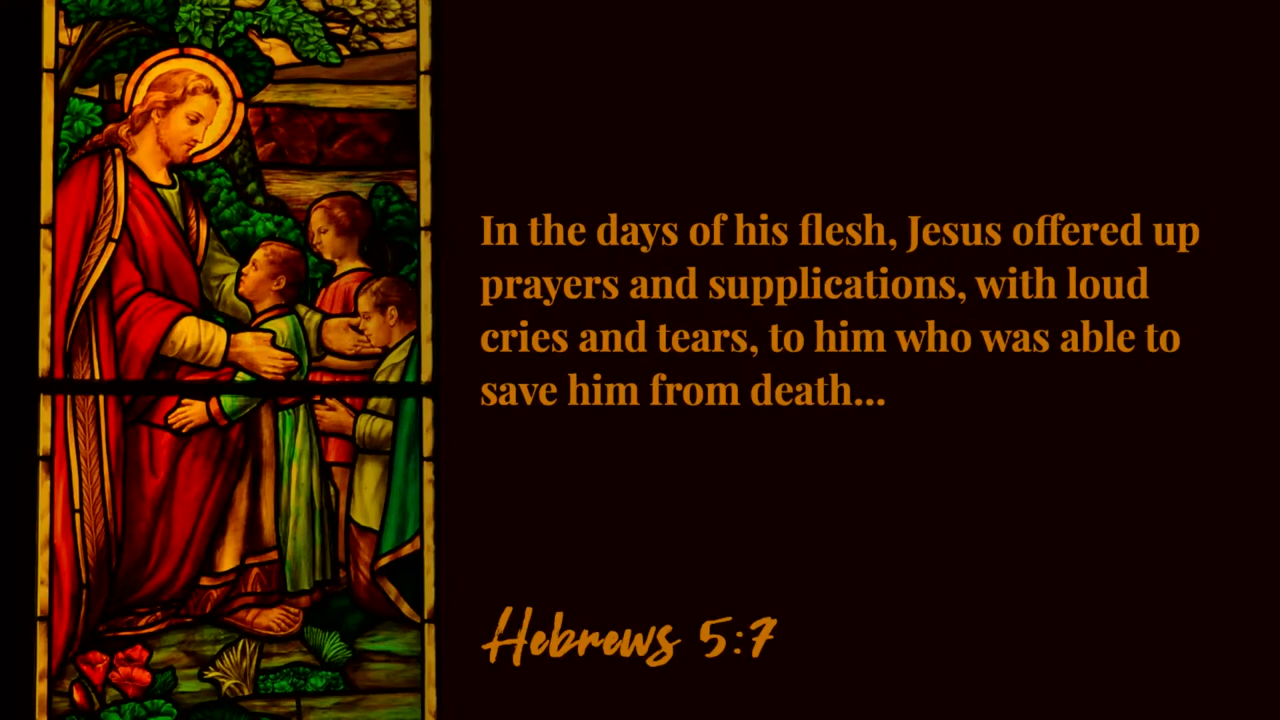 In the days of his flesh, Jesus offered up
prayers and supplications, with loud
cries and tears, to him who was able to
save him from death...
Hebrews 5:7